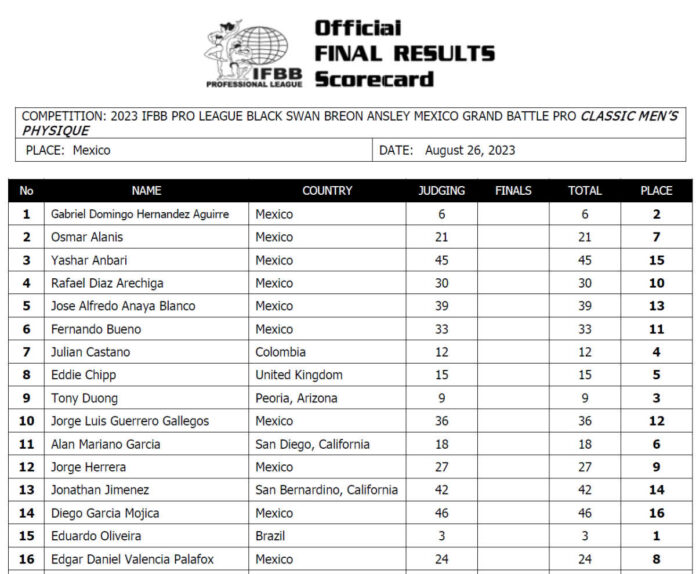 Official
FINAL RESULTS
Scorecard
IFBB
PROFESSIONAL LEAGUE
COMPETITION: 2023 IFBB PRO LEAGUE BLACK SWAN BREON ANSLEY MEXICO GRAND BATTLE PRO CLASSIC MEN'S
PHYSIQUE
PLACE: Mexico DATE: August 26, 2023
No NAME COUNTRY JUDGING FINALS TOTAL PLACE
1 Gabriel Domingo Hernandez Aguirre Mexico 6 6 2
2 Osmar Alanis Mexico 21 21 7
3 Yashar Anbari Mexico 45 45 15
4 Rafael Diaz Arechiga Mexico 30 30 10
5 Jose Alfredo Anaya Blanco Mexico 39 39 13
6 Fernando Bueno Mexico 33 33 11
7 Julian Castano Colombia 12 12 4
8 Eddie Chipp United Kingdom 15 15 5
9 Tony Duong Peoria, Arizona 9 9 3
10 Jorge Luis Guerrero Gallegos Mexico 36 36 12
11 Alan Mariano Garcia San Diego, California 18 18 6
12 Jorge Herrera Mexico 27 27 9
13 Jonathan Jimenez San Bernardino, California 42 42 14
14 Diego Garcia Mojica Mexico 46 46 16
15 Eduardo Oliveira Brazil 3 3 1
16 Edgar Daniel Valencia Palafox Mexico 24 24 8